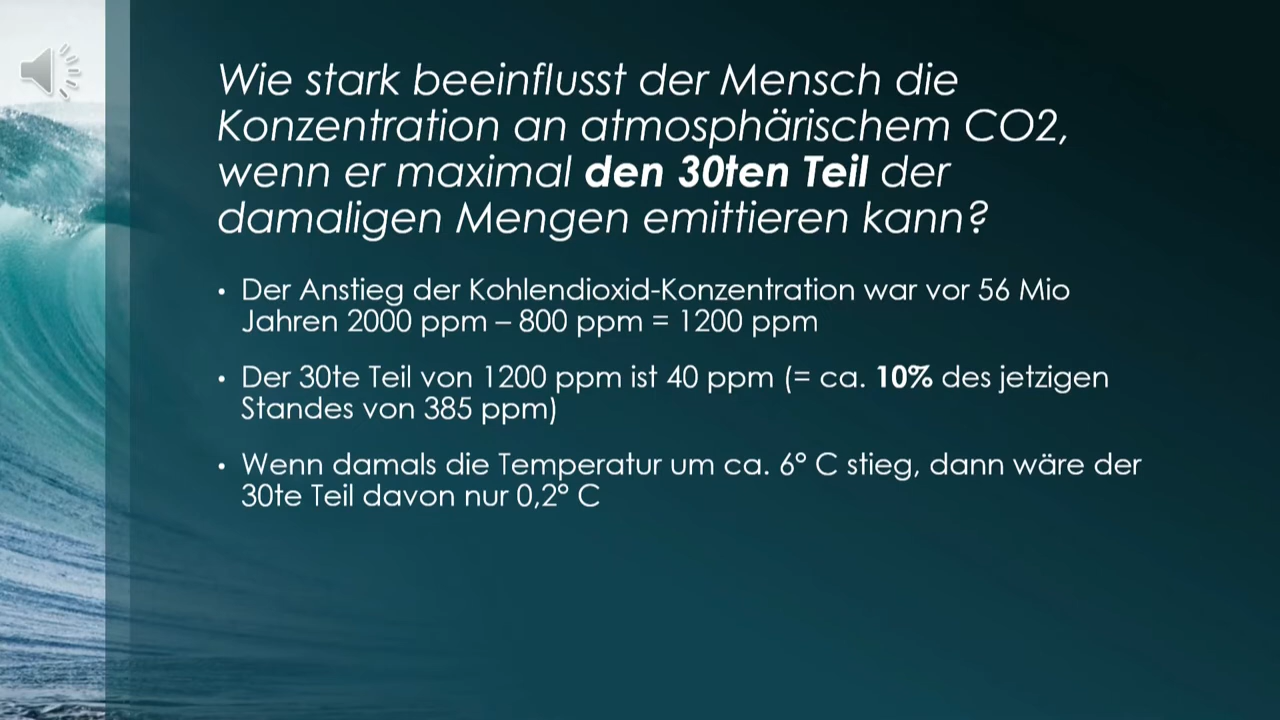 Wie stark beeinflusst der Mensch die
Konzentration an atmosphärischem CO2,
wenn er maximal den 30ten Teil der
damaligen Mengen emittieren kann?
• Der Anstieg der Kohlendioxid-Konzentration war vor 56 Mio
Jahren 2000 ppm – 800 ppm = 1200 ppm
• Der 30te Teil von 1200 ppm ist 40 ppm (= ca. 10% des jetzigen
Standes von 385 ppm)
• Wenn damals die Temperatur um ca. 6° C stieg, dann wäre der
30te Teil davon nur 0,2° C